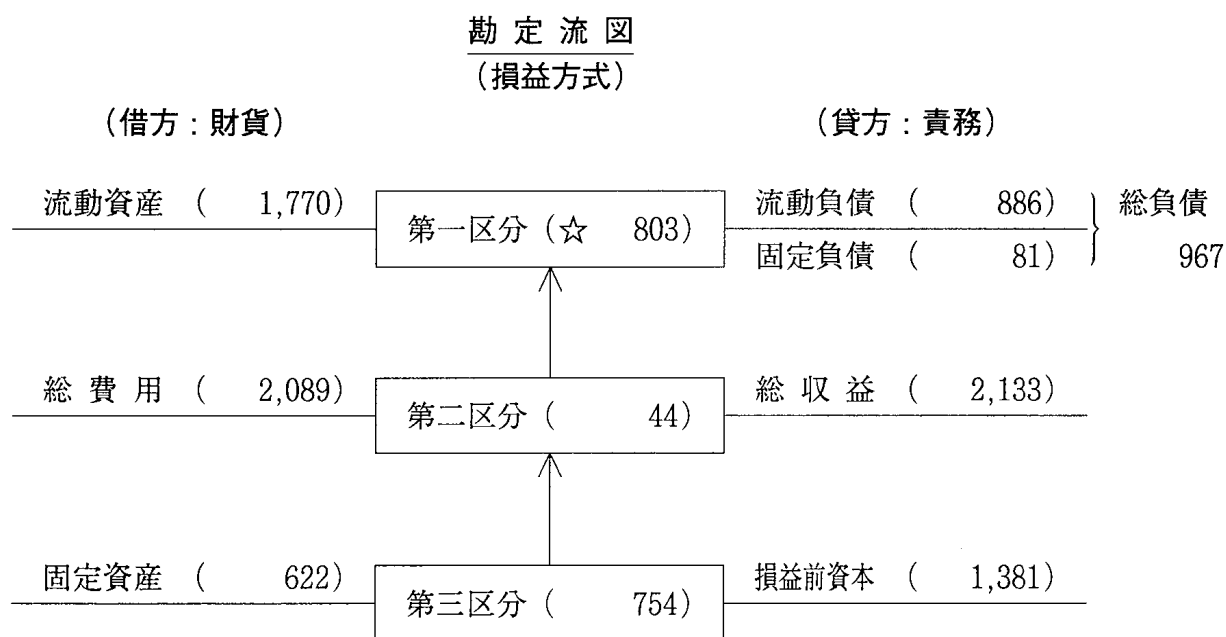 勘定流図
(損益方式)
(借方：財貨) (貸方：責務)
流動資産 ( 1,770) 第一区分 (☆ 803) 流動負債 ( 886) 総負債
固定負債 ( 81) 967
総費用 ( 2,089) 第二区分 ( 44) 総収益 ( 2,133)
固定資産 ( 622) 第三区分 ( 754) 損益前資本 ( 1,381)